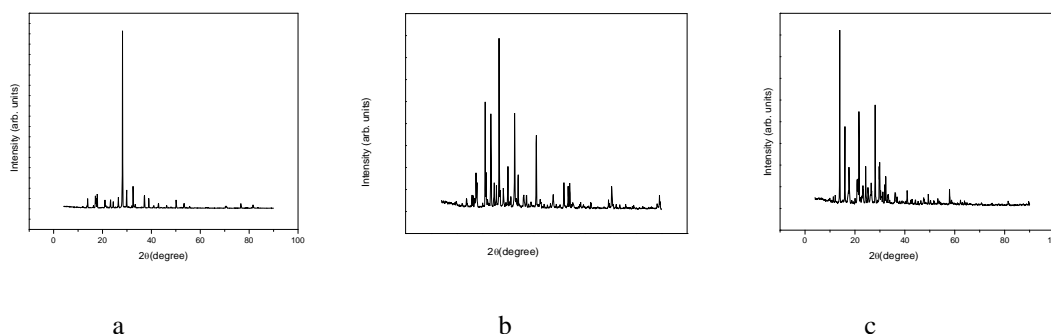 Intensity (arb. units)
0 20 40 60 80 100
2θ(degree)
a
Intensity (arb. units)
2θ(degree)
b
Intensity (arb. units)
0 20 40 60 80
2θ(degree)
c